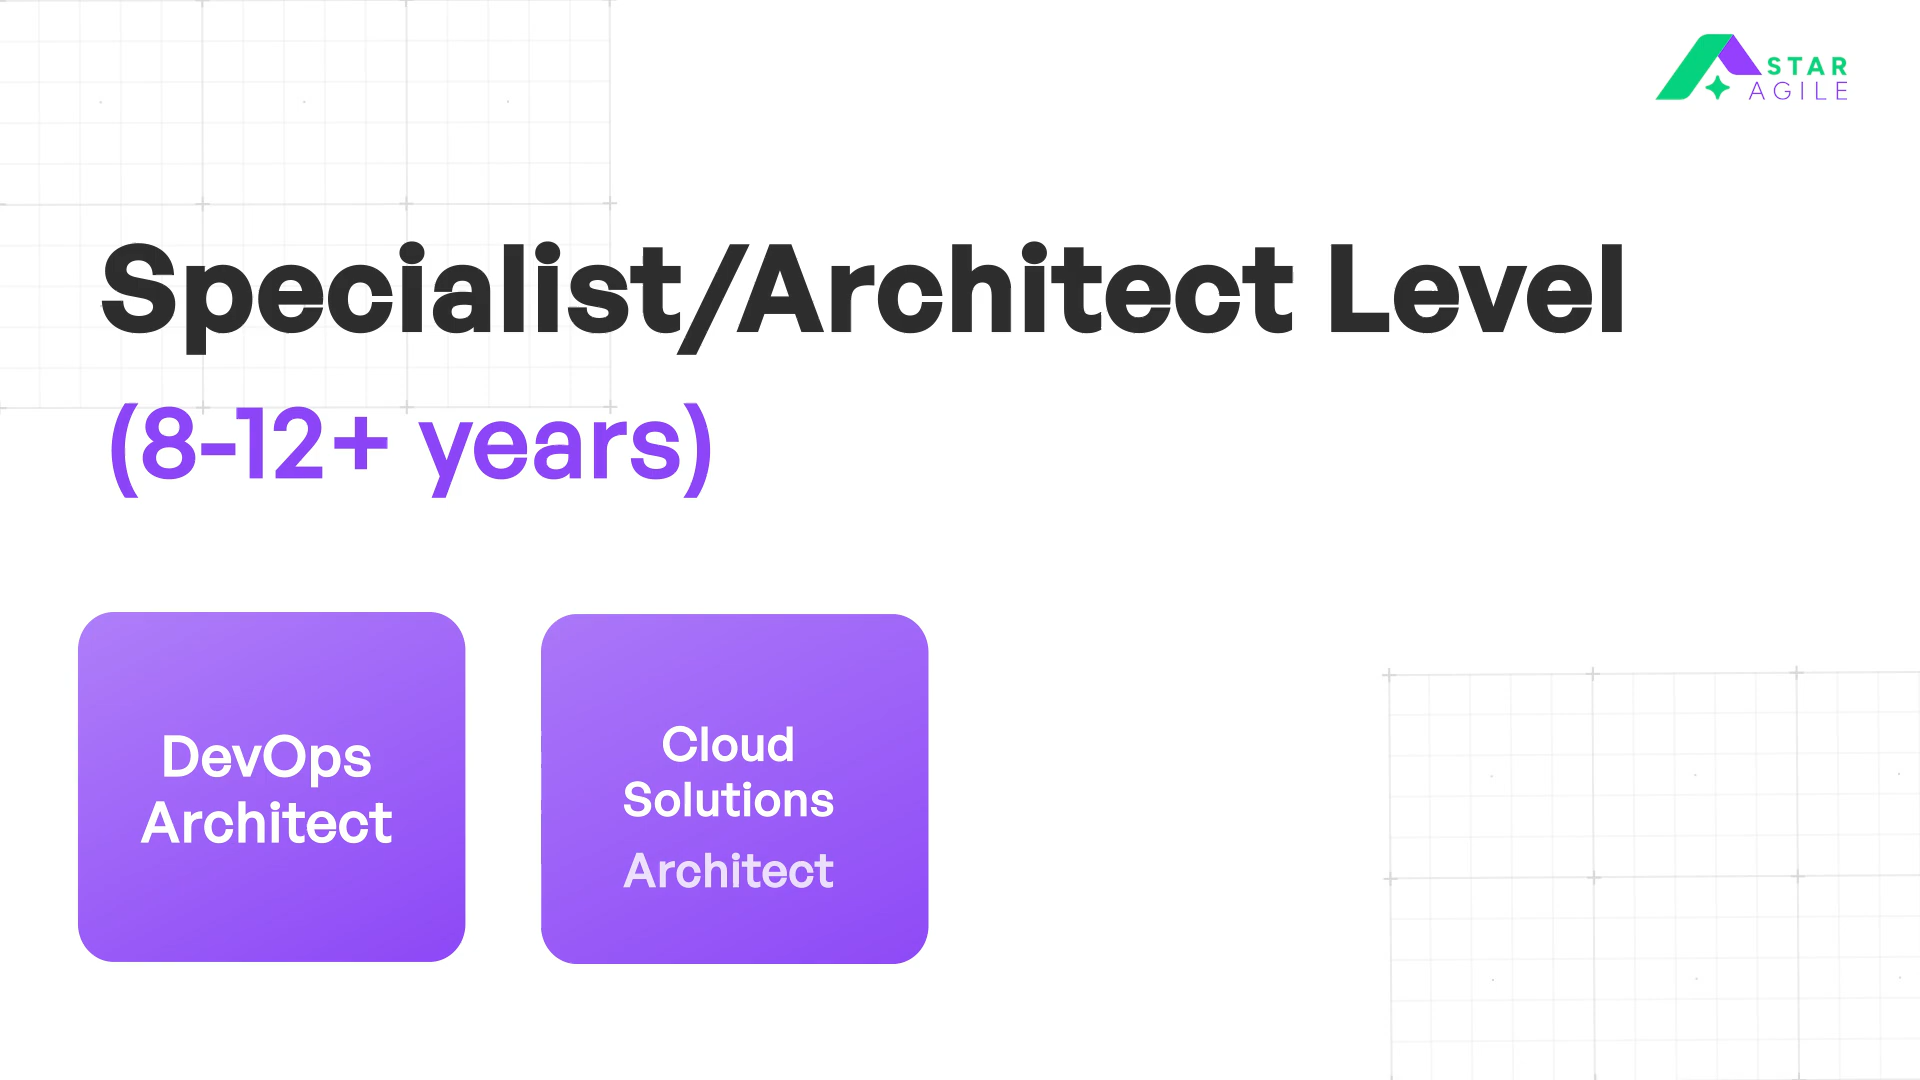 STAR
AGILE
Specialist/Architect Level
(8-12+ years)
DevOps
Architect
Cloud
Solutions
Architect